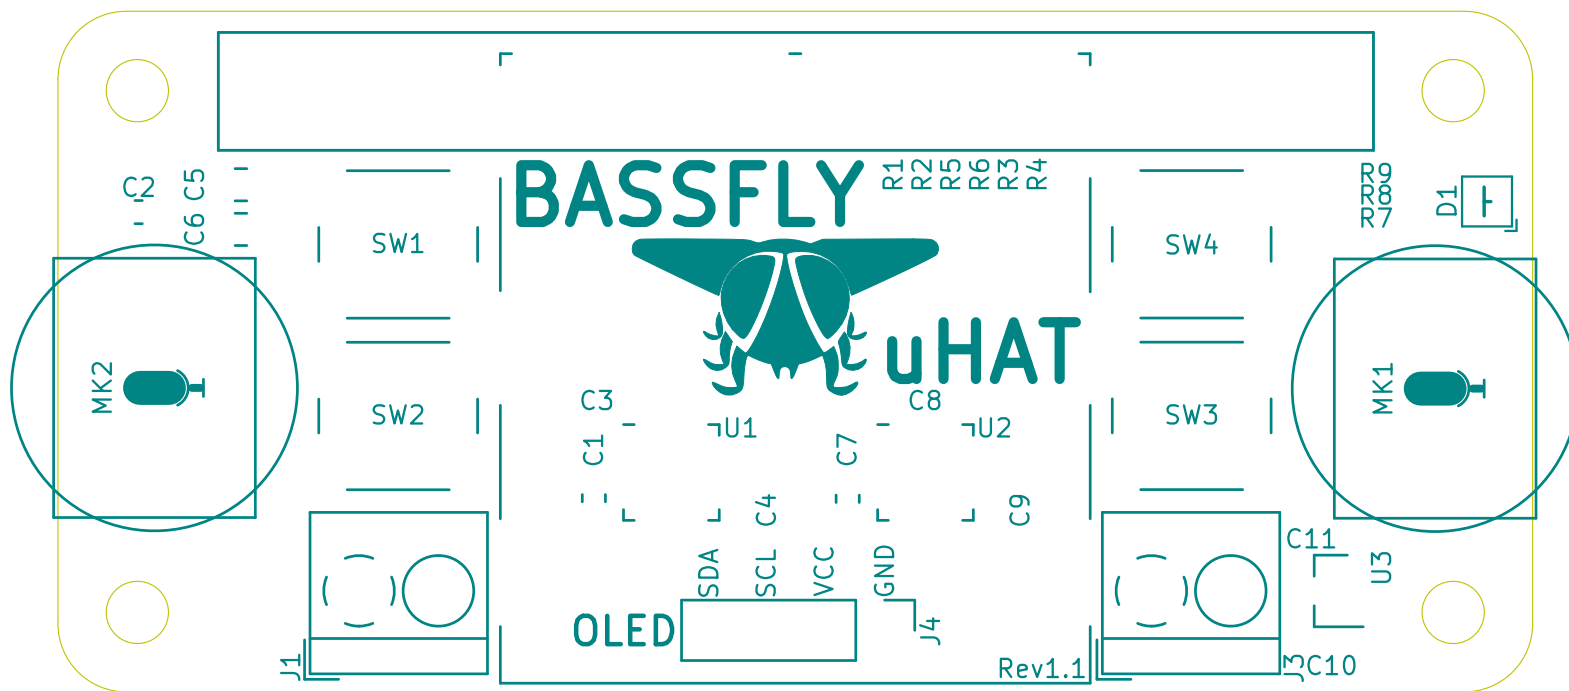 BASSFLY
uHAT
R1
R2
R5
R6
R3
R4
R9
R8
R7
D1
C2
C5
C6
SW1
SW4
MK2
MK1
SW2
SW3
C3
C8
C1
U1
C7
U2
C4
C9
SDA
SCL
VCC
GND
C11
U3
OLED
J4
J1
Rev1.1
J3
C10